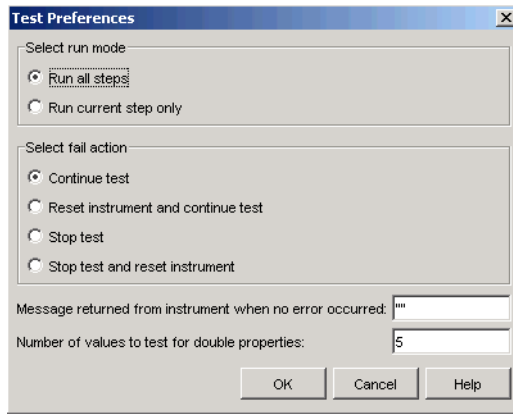 Test Preferences
Select run mode
Run all steps
Run current step only
Select fail action
Continue test
Reset instrument and continue test
Stop test
Stop test and reset instrument
Message returned from instrument when no error occurred: ""
Number of values to test for double properties: 5
OK Cancel Help